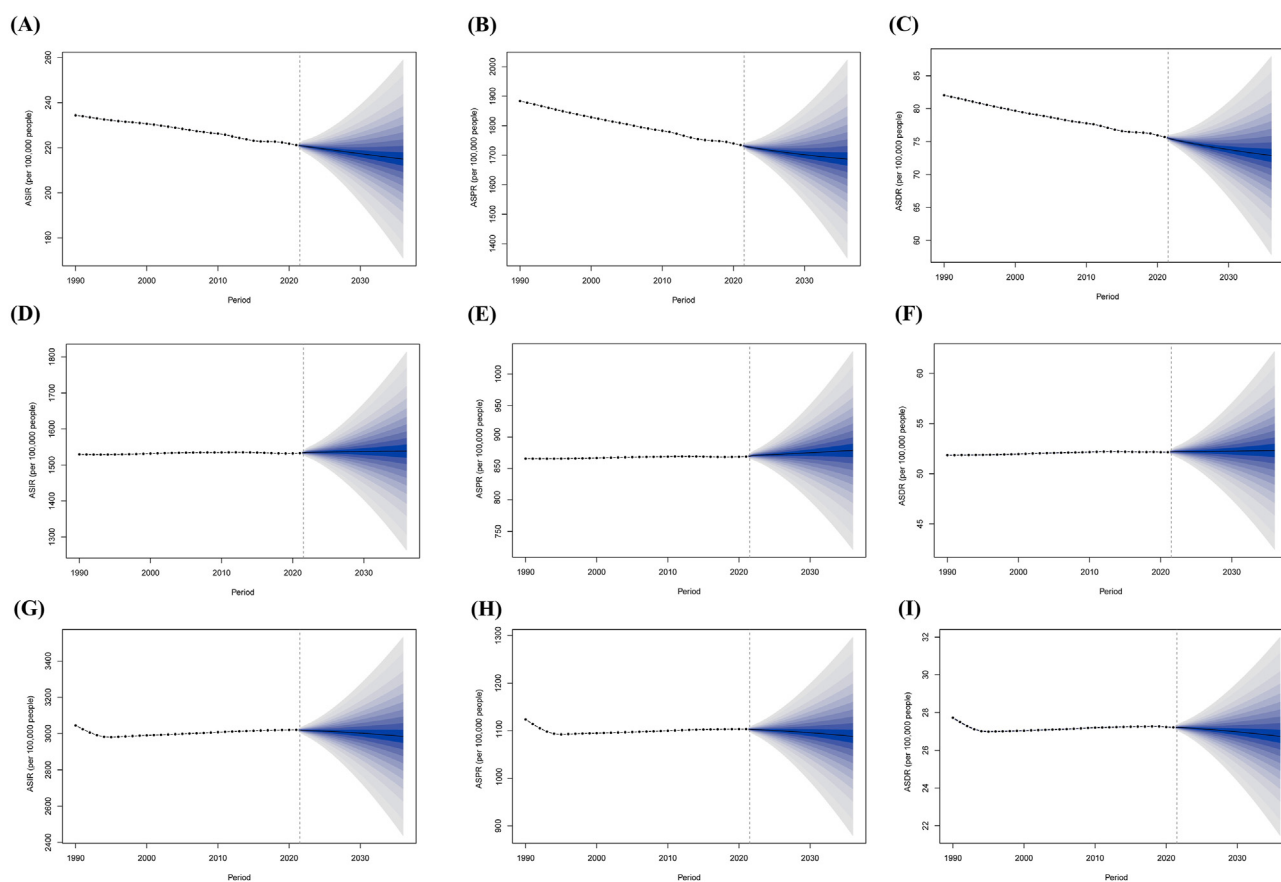 (A)
ASIR (per 100,000 people)
260
240
220
200
180
1990 2000 2010 2020 2030
Period
(B)
ASPR (per 100,000 people)
2000
1900
1800
1700
1600
1500
1400
1990 2000 2010 2020 2030
Period
(C)
ASDR (per 100,000 people)
85
80
75
70
65
60
1990 2000 2010 2020 2030
Period
(D)
ASIR (per 100,000 people)
1800
1700
1600
1500
1400
1300
1990 2000 2010 2020 2030
Period
(E)
ASPR (per 100,000 people)
1000
950
900
850
800
750
1990 2000 2010 2020 2030
Period
(F)
ASDR (per 100,000 people)
60
55
50
45
1990 2000 2010 2020 2030
Period
(G)
ASIR (per 100,000 people)
3400
3200
3000
2800
2600
2400
1990 2000 2010 2020 2030
Period
(H)
ASPR (per 100,000 people)
1300
1200
1100
1000
900
1990 2000 2010 2020 2030
Period
(I)
ASDR (per 100,000 people)
32
30
28
26
24
22
1990 2000 2010 2020 2030
Period